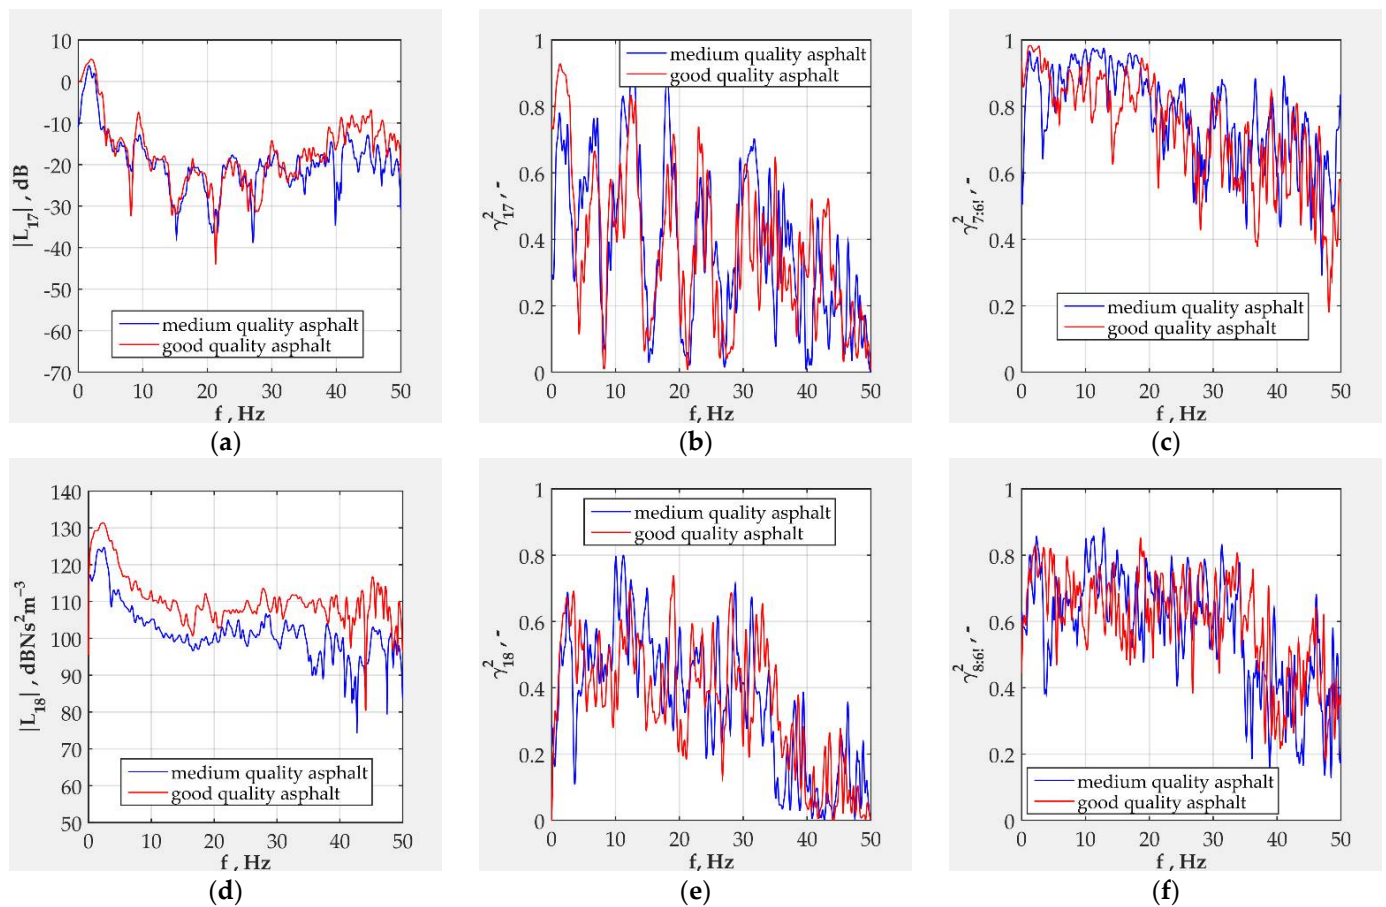 10
0
-10
-20
-30
-40
-50
-60
-70
|L17| , dB
medium quality asphalt
good quality asphalt
0 10 20 30 40 50
f , Hz
(a)
1
0.8
0.6
0.4
0.2
0
γ²17 , -
medium quality asphalt
good quality asphalt
0 10 20 30 40 50
f, Hz
(b)
1
0.8
0.6
0.4
0.2
0
γ²7:6! , -
medium quality asphalt
good quality asphalt
0 10 20 30 40 50
f , Hz
(c)
140
130
120
110
100
90
80
70
60
50
|L18| , dBNs²m⁻³
medium quality asphalt
good quality asphalt
0 10 20 30 40 50
f , Hz
(d)
1
0.8
0.6
0.4
0.2
0
γ²18 , -
medium quality asphalt
good quality asphalt
0 10 20 30 40 50
f, Hz
(e)
1
0.8
0.6
0.4
0.2
0
γ²8:6! , -
medium quality asphalt
good quality asphalt
0 10 20 30 40 50
f , Hz
(f)